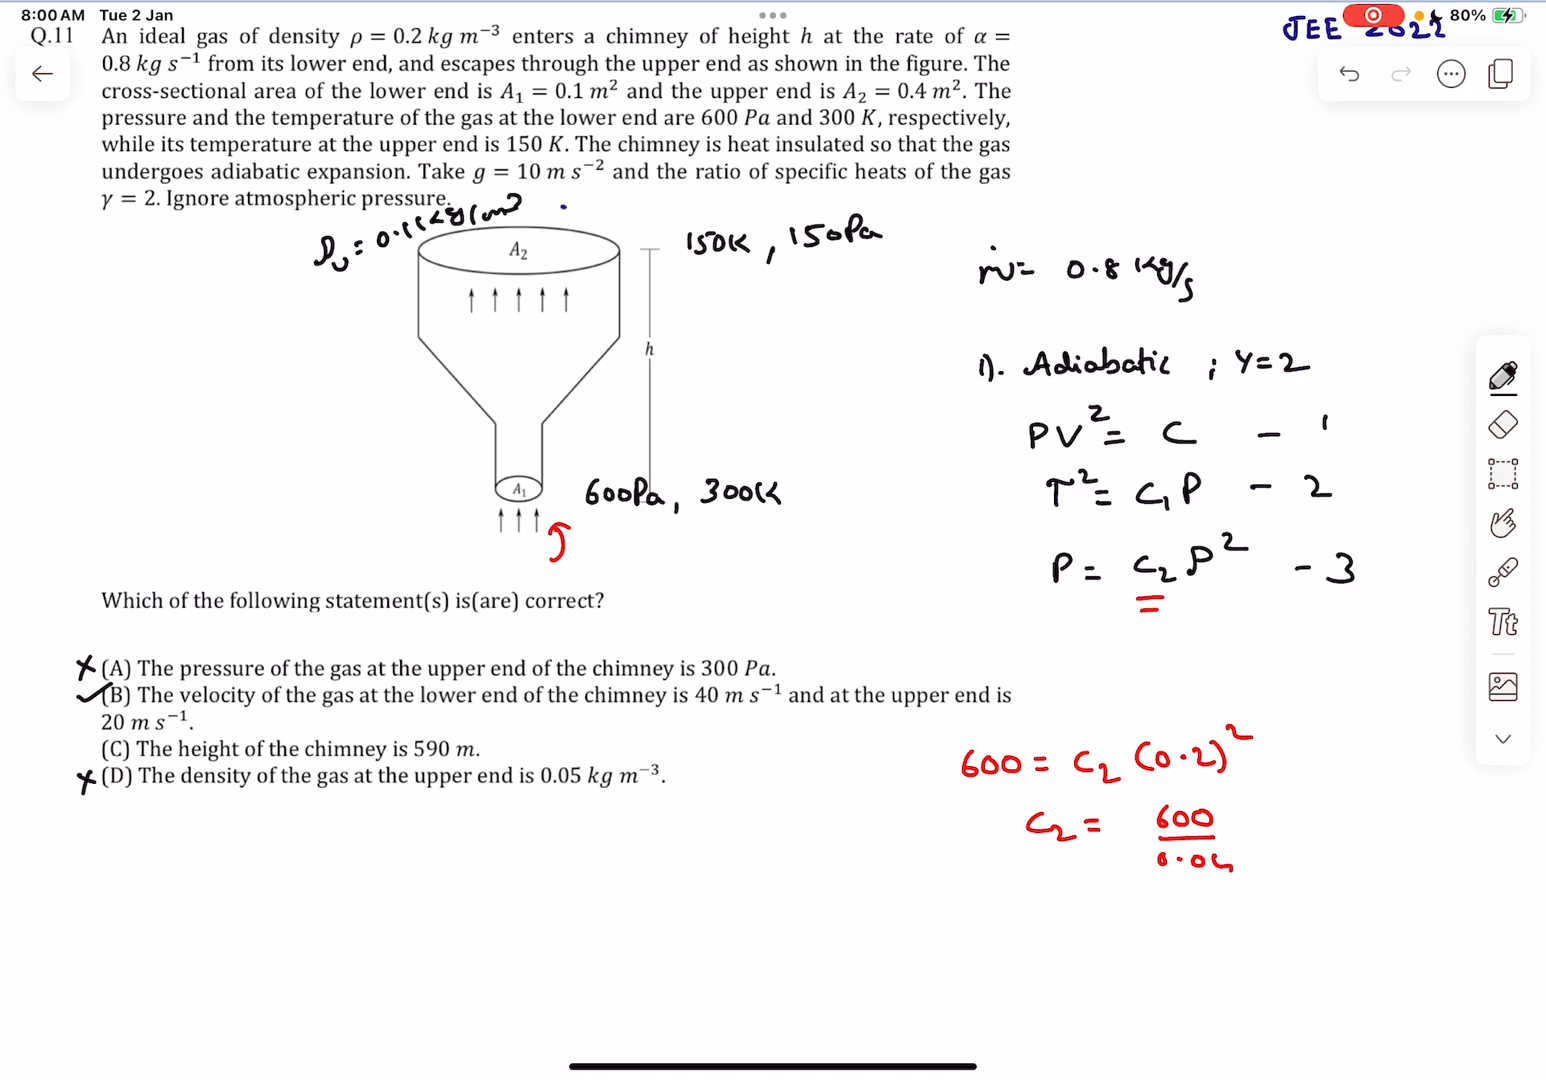 8:00 AM Tue 2 Jan
80%
JEE 2022
Q.11 An ideal gas of density ρ = 0.2 kg m⁻³ enters a chimney of height h at the rate of α =
0.8 kg s⁻¹ from its lower end, and escapes through the upper end as shown in the figure. The
cross-sectional area of the lower end is A₁ = 0.1 m² and the upper end is A₂ = 0.4 m². The
pressure and the temperature of the gas at the lower end are 600 Pa and 300 K, respectively,
while its temperature at the upper end is 150 K. The chimney is heat insulated so that the gas
undergoes adiabatic expansion. Take g = 10 m s⁻² and the ratio of specific heats of the gas
γ = 2. Ignore atmospheric pressure.
A₂
150K, 150Pa
ṁ = 0.8 kg/s
h
1). Adiabatic ; γ=2
PV² = C - 1
T² = C₁P - 2
A₁
600Pa, 300K
P = C₂ρ² - 3
Which of the following statement(s) is(are) correct?
(A) The pressure of the gas at the upper end of the chimney is 300 Pa.
(B) The velocity of the gas at the lower end of the chimney is 40 m s⁻¹ and at the upper end is
20 m s⁻¹.
(C) The height of the chimney is 590 m.
(D) The density of the gas at the upper end is 0.05 kg m⁻³.
600 = C₂ (0.2)²
C₂ = 600
0.04
Tt